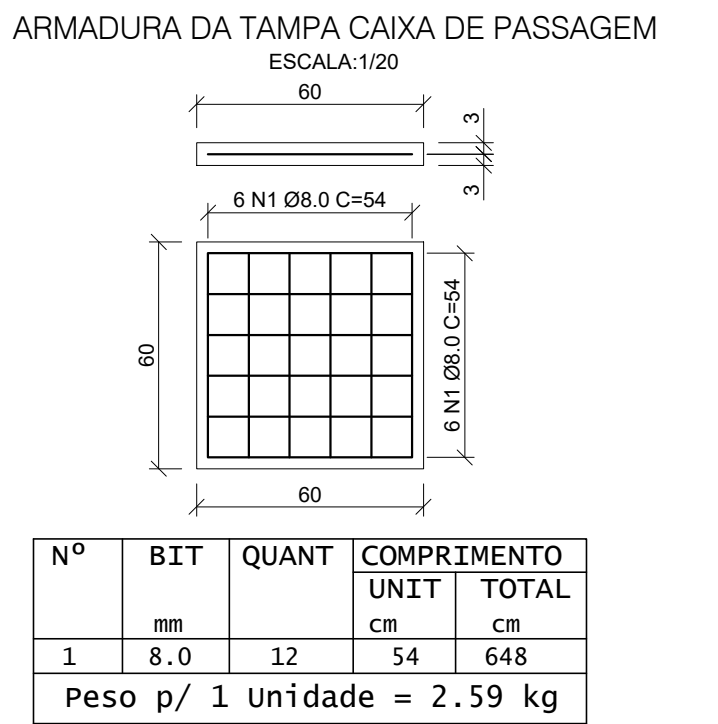 ARMADURA DA TAMPA CAIXA DE PASSAGEM
ESCALA:1/20
60
3
3
6 N1 Ø8.0 C=54
60
6 N1 Ø8.0 C=54
60
Nº BIT QUANT COMPRIMENTO
UNIT TOTAL
mm cm cm
1 8.0 12 54 648
Peso p/ 1 Unidade = 2.59 kg